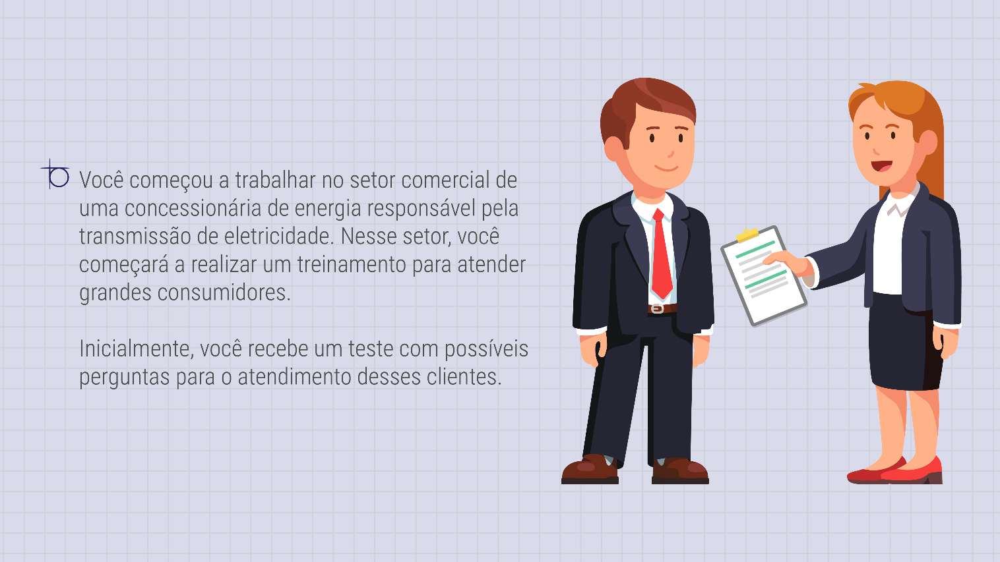 Você começou a trabalhar no setor comercial de
uma concessionária de energia responsável pela
transmissão de eletricidade. Nesse setor, você
começará a realizar um treinamento para atender
grandes consumidores.
Inicialmente, você recebe um teste com possíveis
perguntas para o atendimento desses clientes.